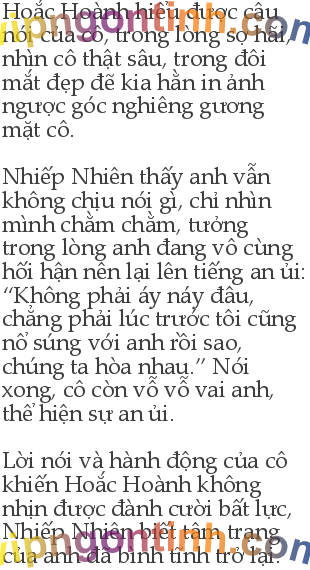 Hoắc Hoành hiểu được câu
nói của cô, trong lòng sợ hãi,
nhìn cô thật sâu, trong đôi
mắt đẹp đẽ kia hằn in ảnh
ngược góc nghiêng gương
mặt cô.
Nhiếp Nhiên thấy anh vẫn
không chịu nói gì, chỉ nhìn
mình chằm chằm, tưởng
trong lòng anh đang vô cùng
hối hận nên lại lên tiếng an ủi:
“Không phải áy náy đâu,
chẳng phải lúc trước tôi cũng
nổ súng với anh rồi sao,
chúng ta hòa nhau.” Nói
xong, cô còn vỗ vỗ vai anh,
thể hiện sự an ủi.
Lời nói và hành động của cô
khiến Hoắc Hoành không
nhịn được đành cười bất lực,
Nhiếp Nhiên biết tâm trạng
của anh đã bình tĩnh trở lại.